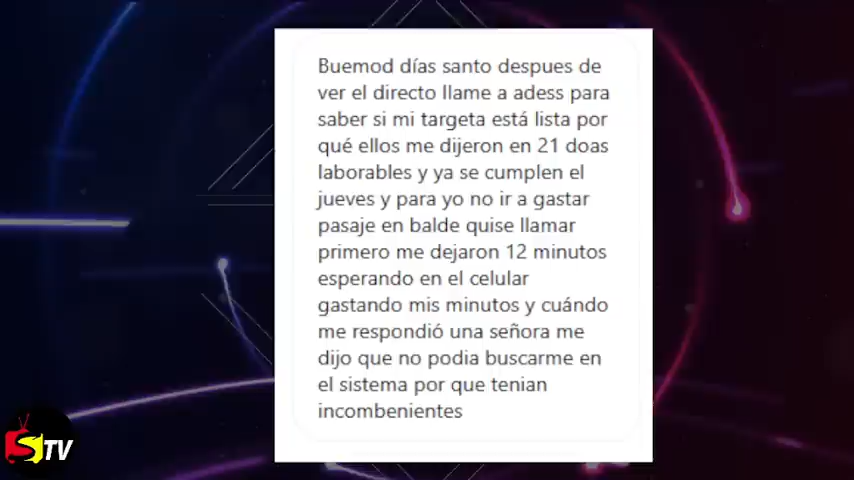 Buemod días santo despues de
ver el directo llame a adess para
saber si mi targeta está lista por
qué ellos me dijeron en 21 doas
laborables y ya se cumplen el
jueves y para yo no ir a gastar
pasaje en balde quise llamar
primero me dejaron 12 minutos
esperando en el celular
gastando mis minutos y cuándo
me respondió una señora me
dijo que no podia buscarme en
el sistema por que tenian
incombenientes
STV